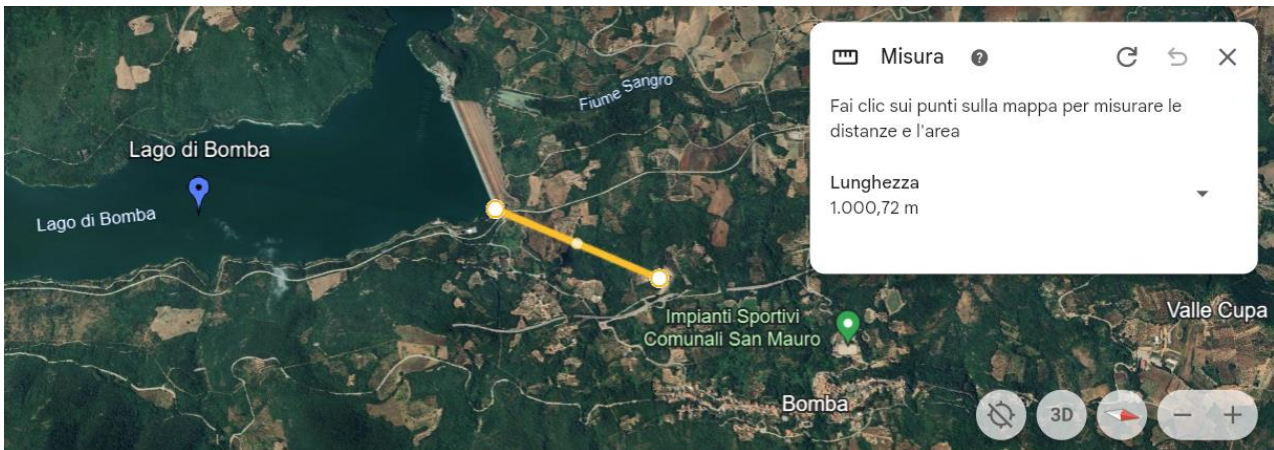 Misura
Fai clic sui punti sulla mappa per misurare le
distanze e l'area
Lunghezza
1.000,72 m
Fiume Sangro
Lago di Bomba
Lago di Bomba
Impianti Sportivi
Comunali San Mauro
Valle Cupa
Bomba
3D